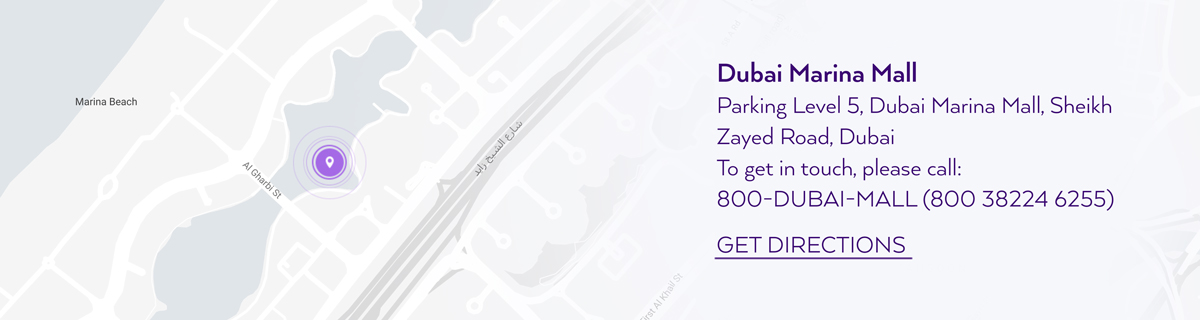 Marina Beach
Al Gharbi St
شارع الشيخ زايد
First Al Khail St
Dubai Marina Mall
Parking Level 5, Dubai Marina Mall, Sheikh
Zayed Road, Dubai
To get in touch, please call:
800-DUBAI-MALL (800 38224 6255)
GET DIRECTIONS